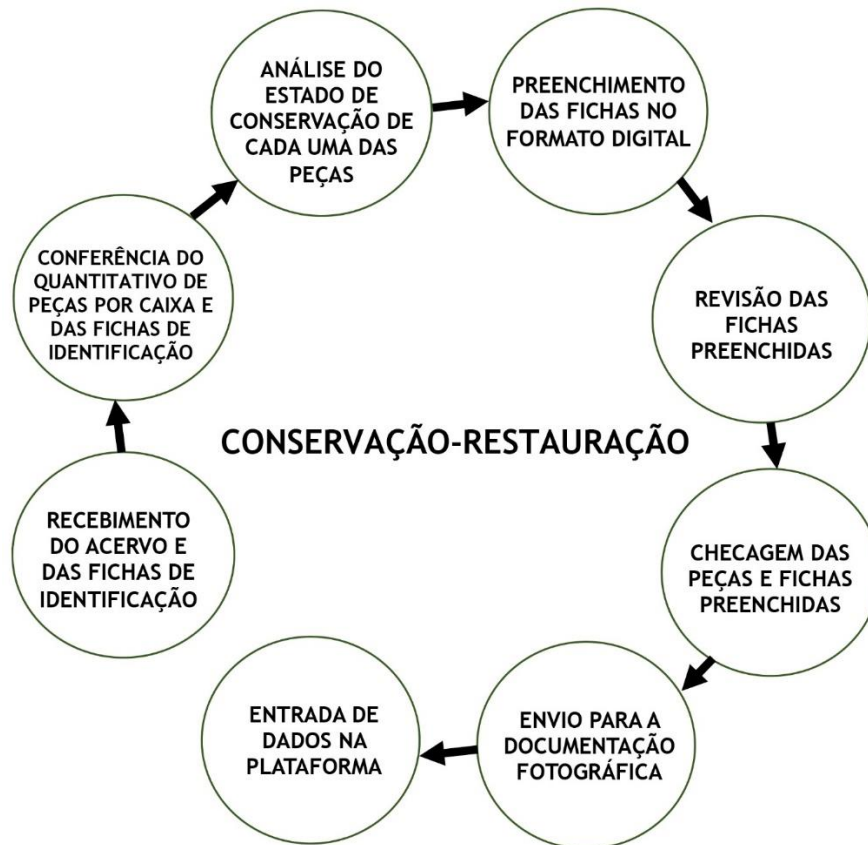 CONSERVAÇÃO-RESTAURAÇÃO
RECEBIMENTO
DO ACERVO E
DAS FICHAS DE
IDENTIFICAÇÃO
CONFERÊNCIA DO
QUANTITATIVO DE
PEÇAS POR CAIXA E
DAS FICHAS DE
IDENTIFICAÇÃO
ANÁLISE DO
ESTADO DE
CONSERVAÇÃO DE
CADA UMA DAS
PEÇAS
PREENCHIMENTO
DAS FICHAS NO
FORMATO DIGITAL
REVISÃO DAS
FICHAS
PREENCHIDAS
CHECAGEM DAS
PEÇAS E FICHAS
PREENCHIDAS
ENVIO PARA A
DOCUMENTAÇÃO
FOTOGRÁFICA
ENTRADA DE
DADOS NA
PLATAFORMA